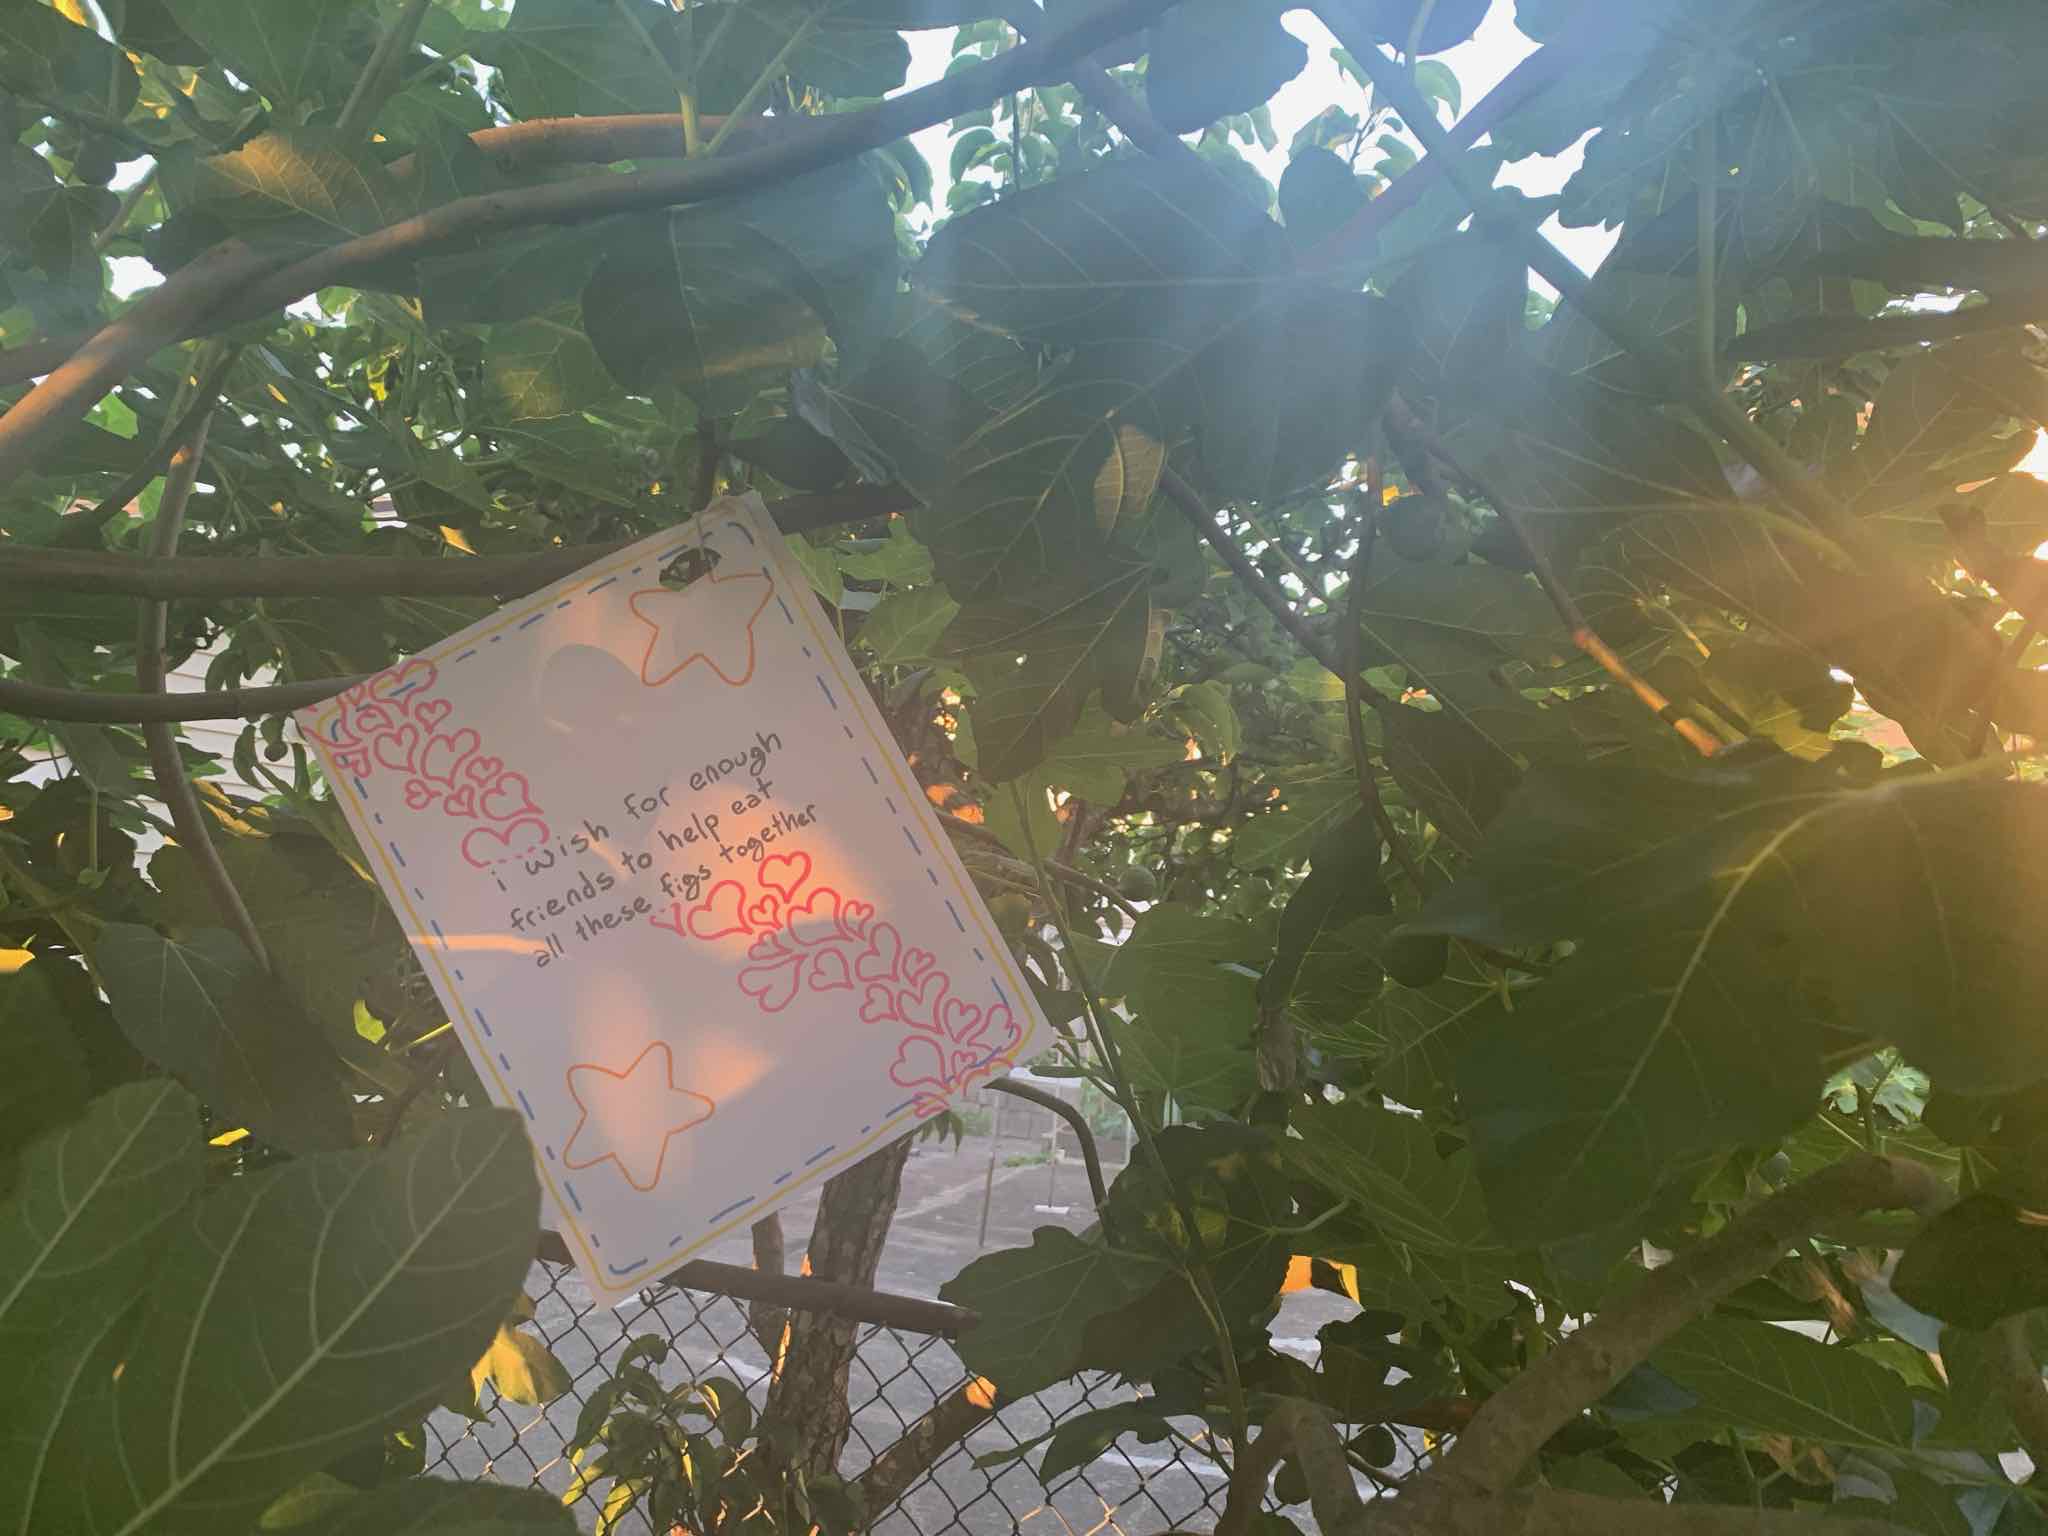 i wish for enough
friends to help eat
all these figs together